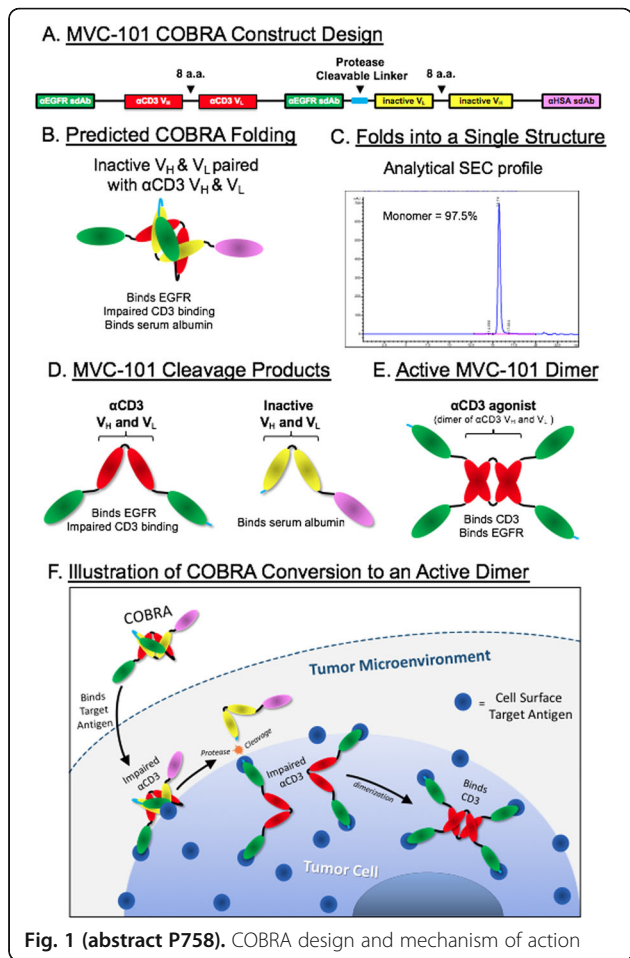 A. MVC-101 COBRA Construct Design
8 a.a.
Protease
Cleavable Linker
8 a.a.
αEGFR sdAb
αCD3 VH
αCD3 VL
αEGFR sdAb
inactive VL
inactive VH
αHSA sdAb
B. Predicted COBRA Folding
Inactive VH & VL paired
with αCD3 VH & VL
Binds EGFR
Impaired CD3 binding
Binds serum albumin
C. Folds into a Single Structure
Analytical SEC profile
Monomer = 97.5%
D. MVC-101 Cleavage Products
αCD3
VH and VL
Binds EGFR
Impaired CD3 binding
Inactive
VH and VL
Binds serum albumin
E. Active MVC-101 Dimer
αCD3 agonist
(dimer of αCD3 VH and VL )
Binds CD3
Binds EGFR
F. Illustration of COBRA Conversion to an Active Dimer
COBRA
Tumor Microenvironment
Binds
Target
Antigen
= Cell Surface
Target Antigen
Impaired
αCD3
Protease Cleavage
Impaired
αCD3
dimerization
Binds
CD3
Tumor Cell
Fig. 1 (abstract P758). COBRA design and mechanism of action